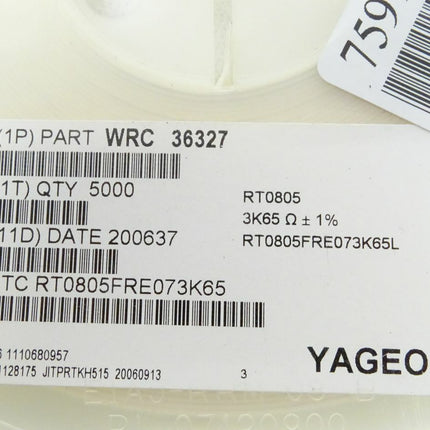 759
(1P) PART WRC 36327
1T) QTY 5000
RT0805
3K65 Ω ± 1%
11D) DATE 200637
RT0805FRE073K65L
TC RT0805FRE073K65
1110680957
1128175 JITPRTKH515 20060913 3
YAGEO